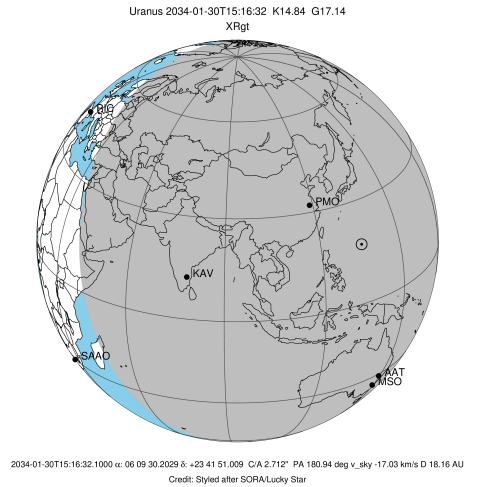 Uranus 2034-01-30T15:16:32 K14.84 G17.14
XRgt
PIC
PMO
KAV
SAAO
AAT
MSO
2034-01-30T15:16:32.1000 α: 06 09 30.2029 δ: +23 41 51.009 C/A 2.712" PA 180.94 deg v_sky -17.03 km/s D 18.16 AU
Credit: Styled after SORA/Lucky Star